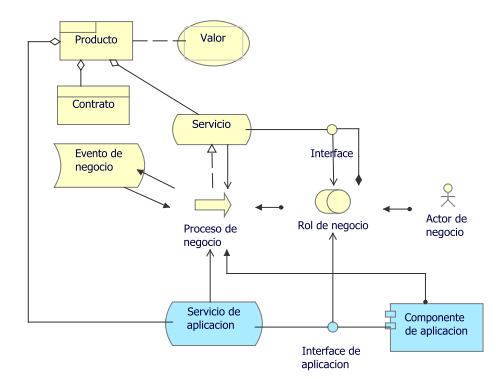 Producto
Valor
Contrato
Servicio
Interface
Evento de
negocio
Proceso de
negocio
Rol de negocio
Actor de
negocio
Servicio de
aplicacion
Interface de
aplicacion
Componente
de aplicacion